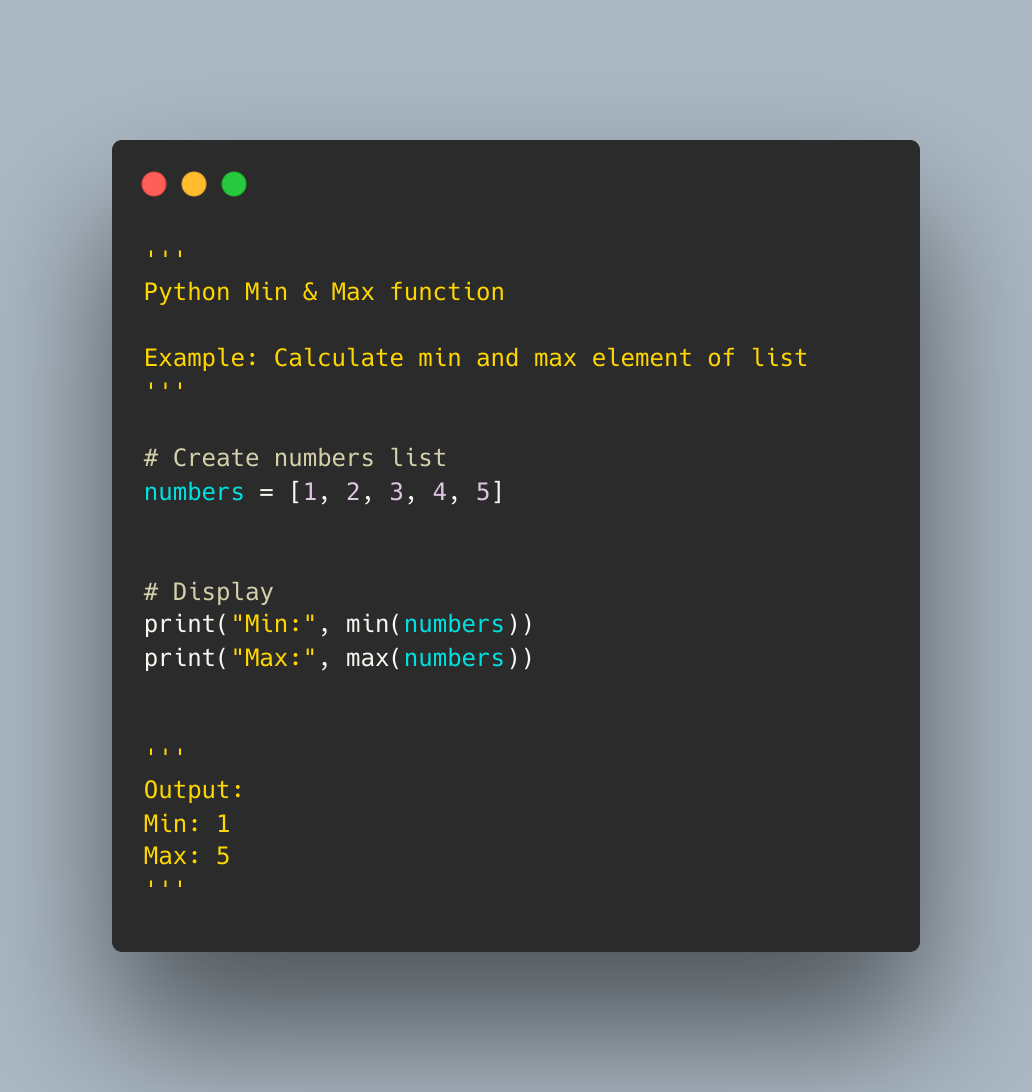 '''
Python Min & Max function
Example: Calculate min and max element of list
'''
# Create numbers list
numbers = [1, 2, 3, 4, 5]
# Display
print("Min:", min(numbers))
print("Max:", max(numbers))
'''
Output:
Min: 1
Max: 5
'''